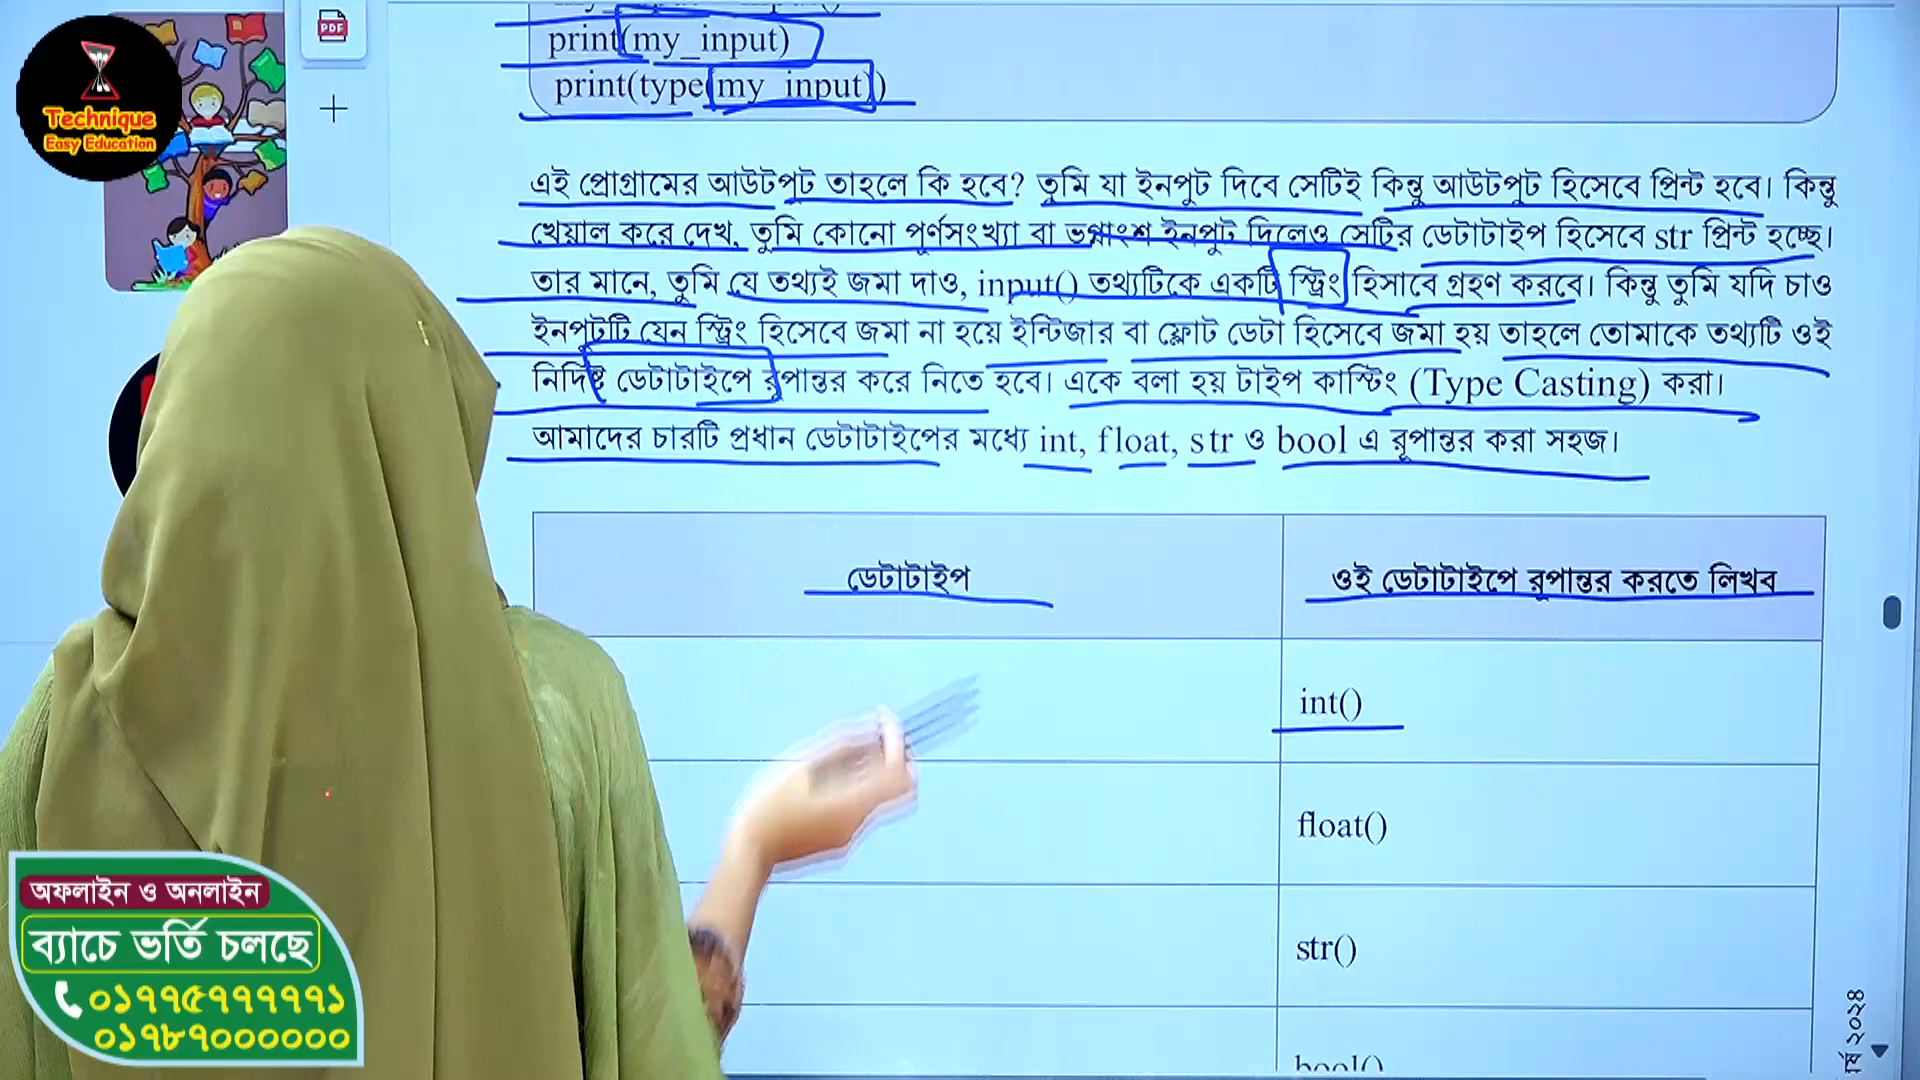 print(my_input)
print(type(my_input))
এই প্রোগ্রামের আউটপুট তাহলে কি হবে? তুমি যা ইনপুট দিবে সেটিই কিন্তু আউটপুট হিসেবে প্রিন্ট হবে। কিন্তু
খেয়াল করে দেখ, তুমি কোনো পূর্ণসংখ্যা বা ভগ্নাংশ ইনপুট দিলেও সেটির ডেটাটাইপ হিসেবে str প্রিন্ট হচ্ছে।
তার মানে, তুমি যে তথ্যই জমা দাও, input() তথ্যটিকে একটি স্ট্রিং হিসাবে গ্রহণ করবে। কিন্তু তুমি যদি চাও
ইনপুটটি যেন স্ট্রিং হিসেবে জমা না হয়ে ইন্টিজার বা ফ্লোট ডেটা হিসেবে জমা হয় তাহলে তোমাকে তথ্যটি ওই
নির্দিষ্ট ডেটাটাইপে রূপান্তর করে নিতে হবে। একে বলা হয় টাইপ কাস্টিং (Type Casting) করা।
আমাদের চারটি প্রধান ডেটাটাইপের মধ্যে int, float, str ও bool এ রূপান্তর করা সহজ।
ডেটাটাইপ
ওই ডেটাটাইপে রূপান্তর করতে লিখব
int()
float()
str()
bool()
২০২৪
Technique
Easy Education
PDF
অফলাইন ও অনলাইন
ব্যাচে ভর্তি চলছে
০১৭৭৫৭৭৭৭৭১
০১৭৮৭০০০০০০